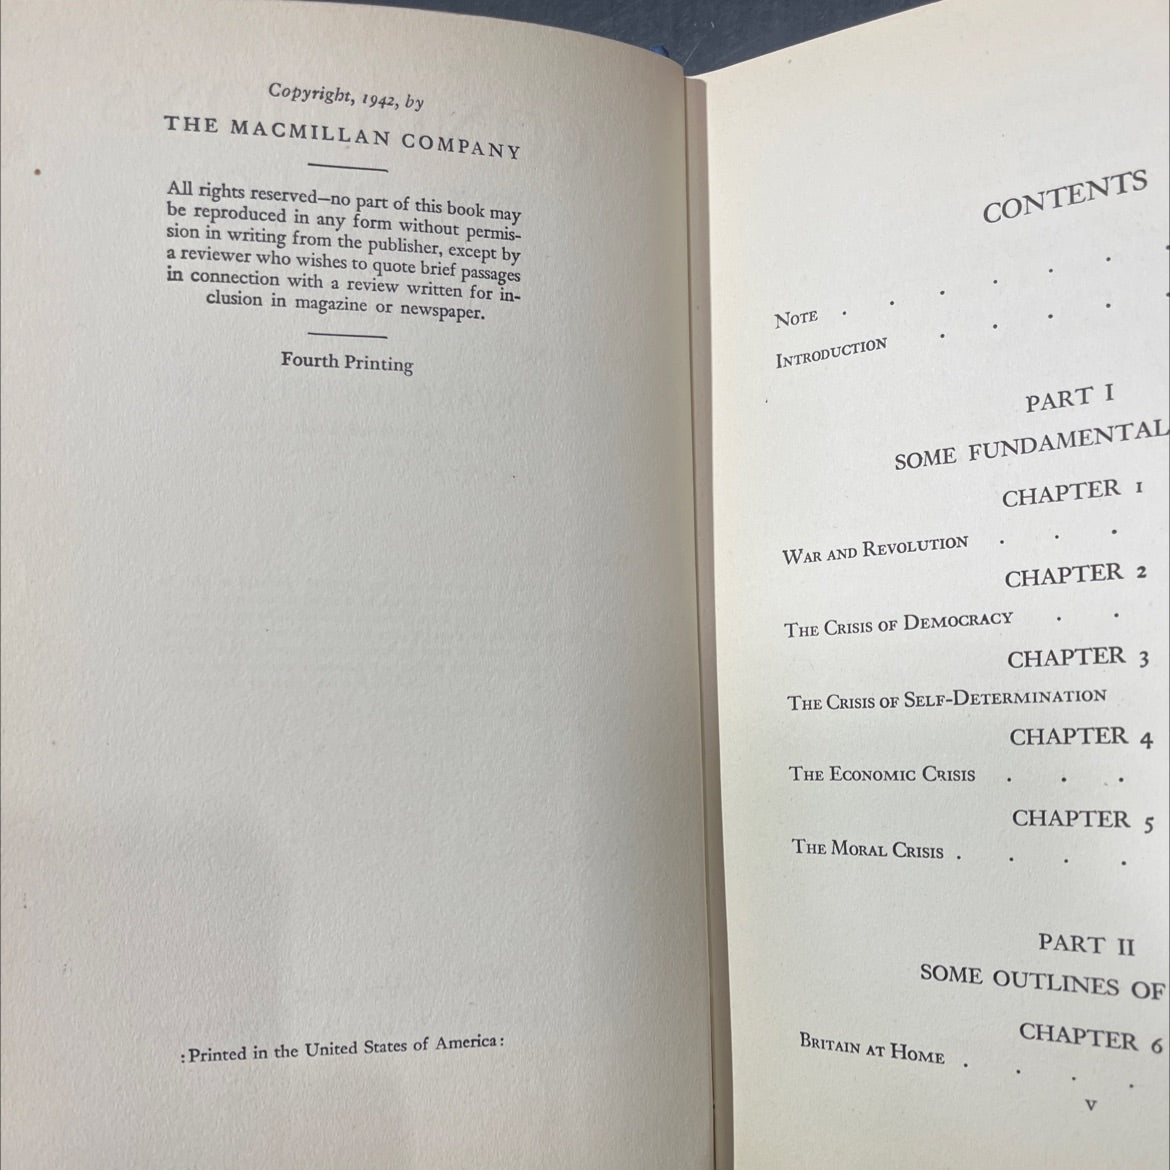 Copyright, 1942, by
THE MACMILLAN COMPANY
All rights reserved—no part of this book may
be reproduced in any form without permis-
sion in writing from the publisher, except by
a reviewer who wishes to quote brief passages
in connection with a review written for in-
clusion in magazine or newspaper.
Fourth Printing
:Printed in the United States of America:
CONTENTS
Note . . . . . . .
Introduction . . . . .
PART I
SOME FUNDAMENTAL
CHAPTER 1
War and Revolution . . .
CHAPTER 2
The Crisis of Democracy . .
CHAPTER 3
The Crisis of Self-Determination
CHAPTER 4
The Economic Crisis . . .
CHAPTER 5
The Moral Crisis . . . .
PART II
SOME OUTLINES OF
CHAPTER 6
Britain at Home . . . .
v